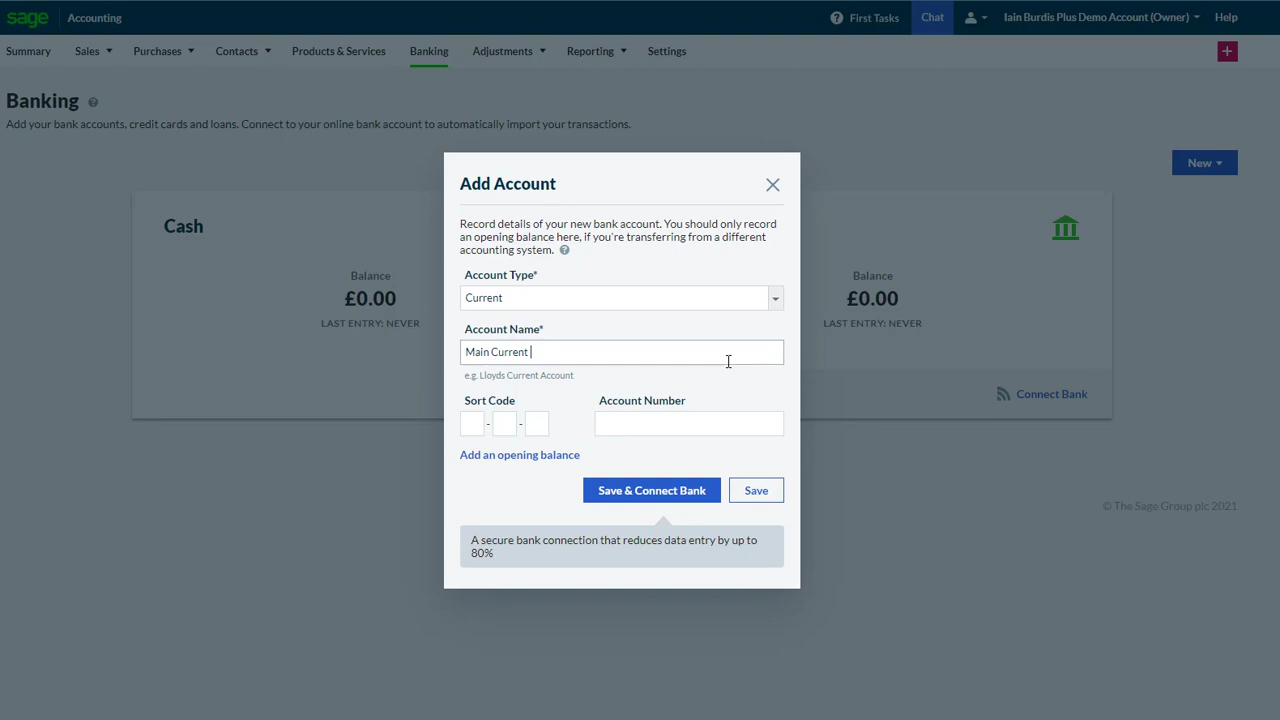 sage Accounting First Tasks Chat Iain Burdis Plus Demo Account (Owner) Help
Summary Sales Purchases Contacts Products & Services Banking Adjustments Reporting Settings +
Banking
Add your bank accounts, credit cards and loans. Connect to your online bank account to automatically import your transactions.
New
Cash
Balance
£0.00
LAST ENTRY: NEVER
Balance
£0.00
LAST ENTRY: NEVER
Connect Bank
Add Account
Record details of your new bank account. You should only record
an opening balance here, if you're transferring from a different
accounting system.
Account Type*
Current
Account Name*
Main Current
e.g. Lloyds Current Account
Sort Code Account Number
- -
Add an opening balance
Save & Connect Bank Save
A secure bank connection that reduces data entry by up to
80%
© The Sage Group plc 2021